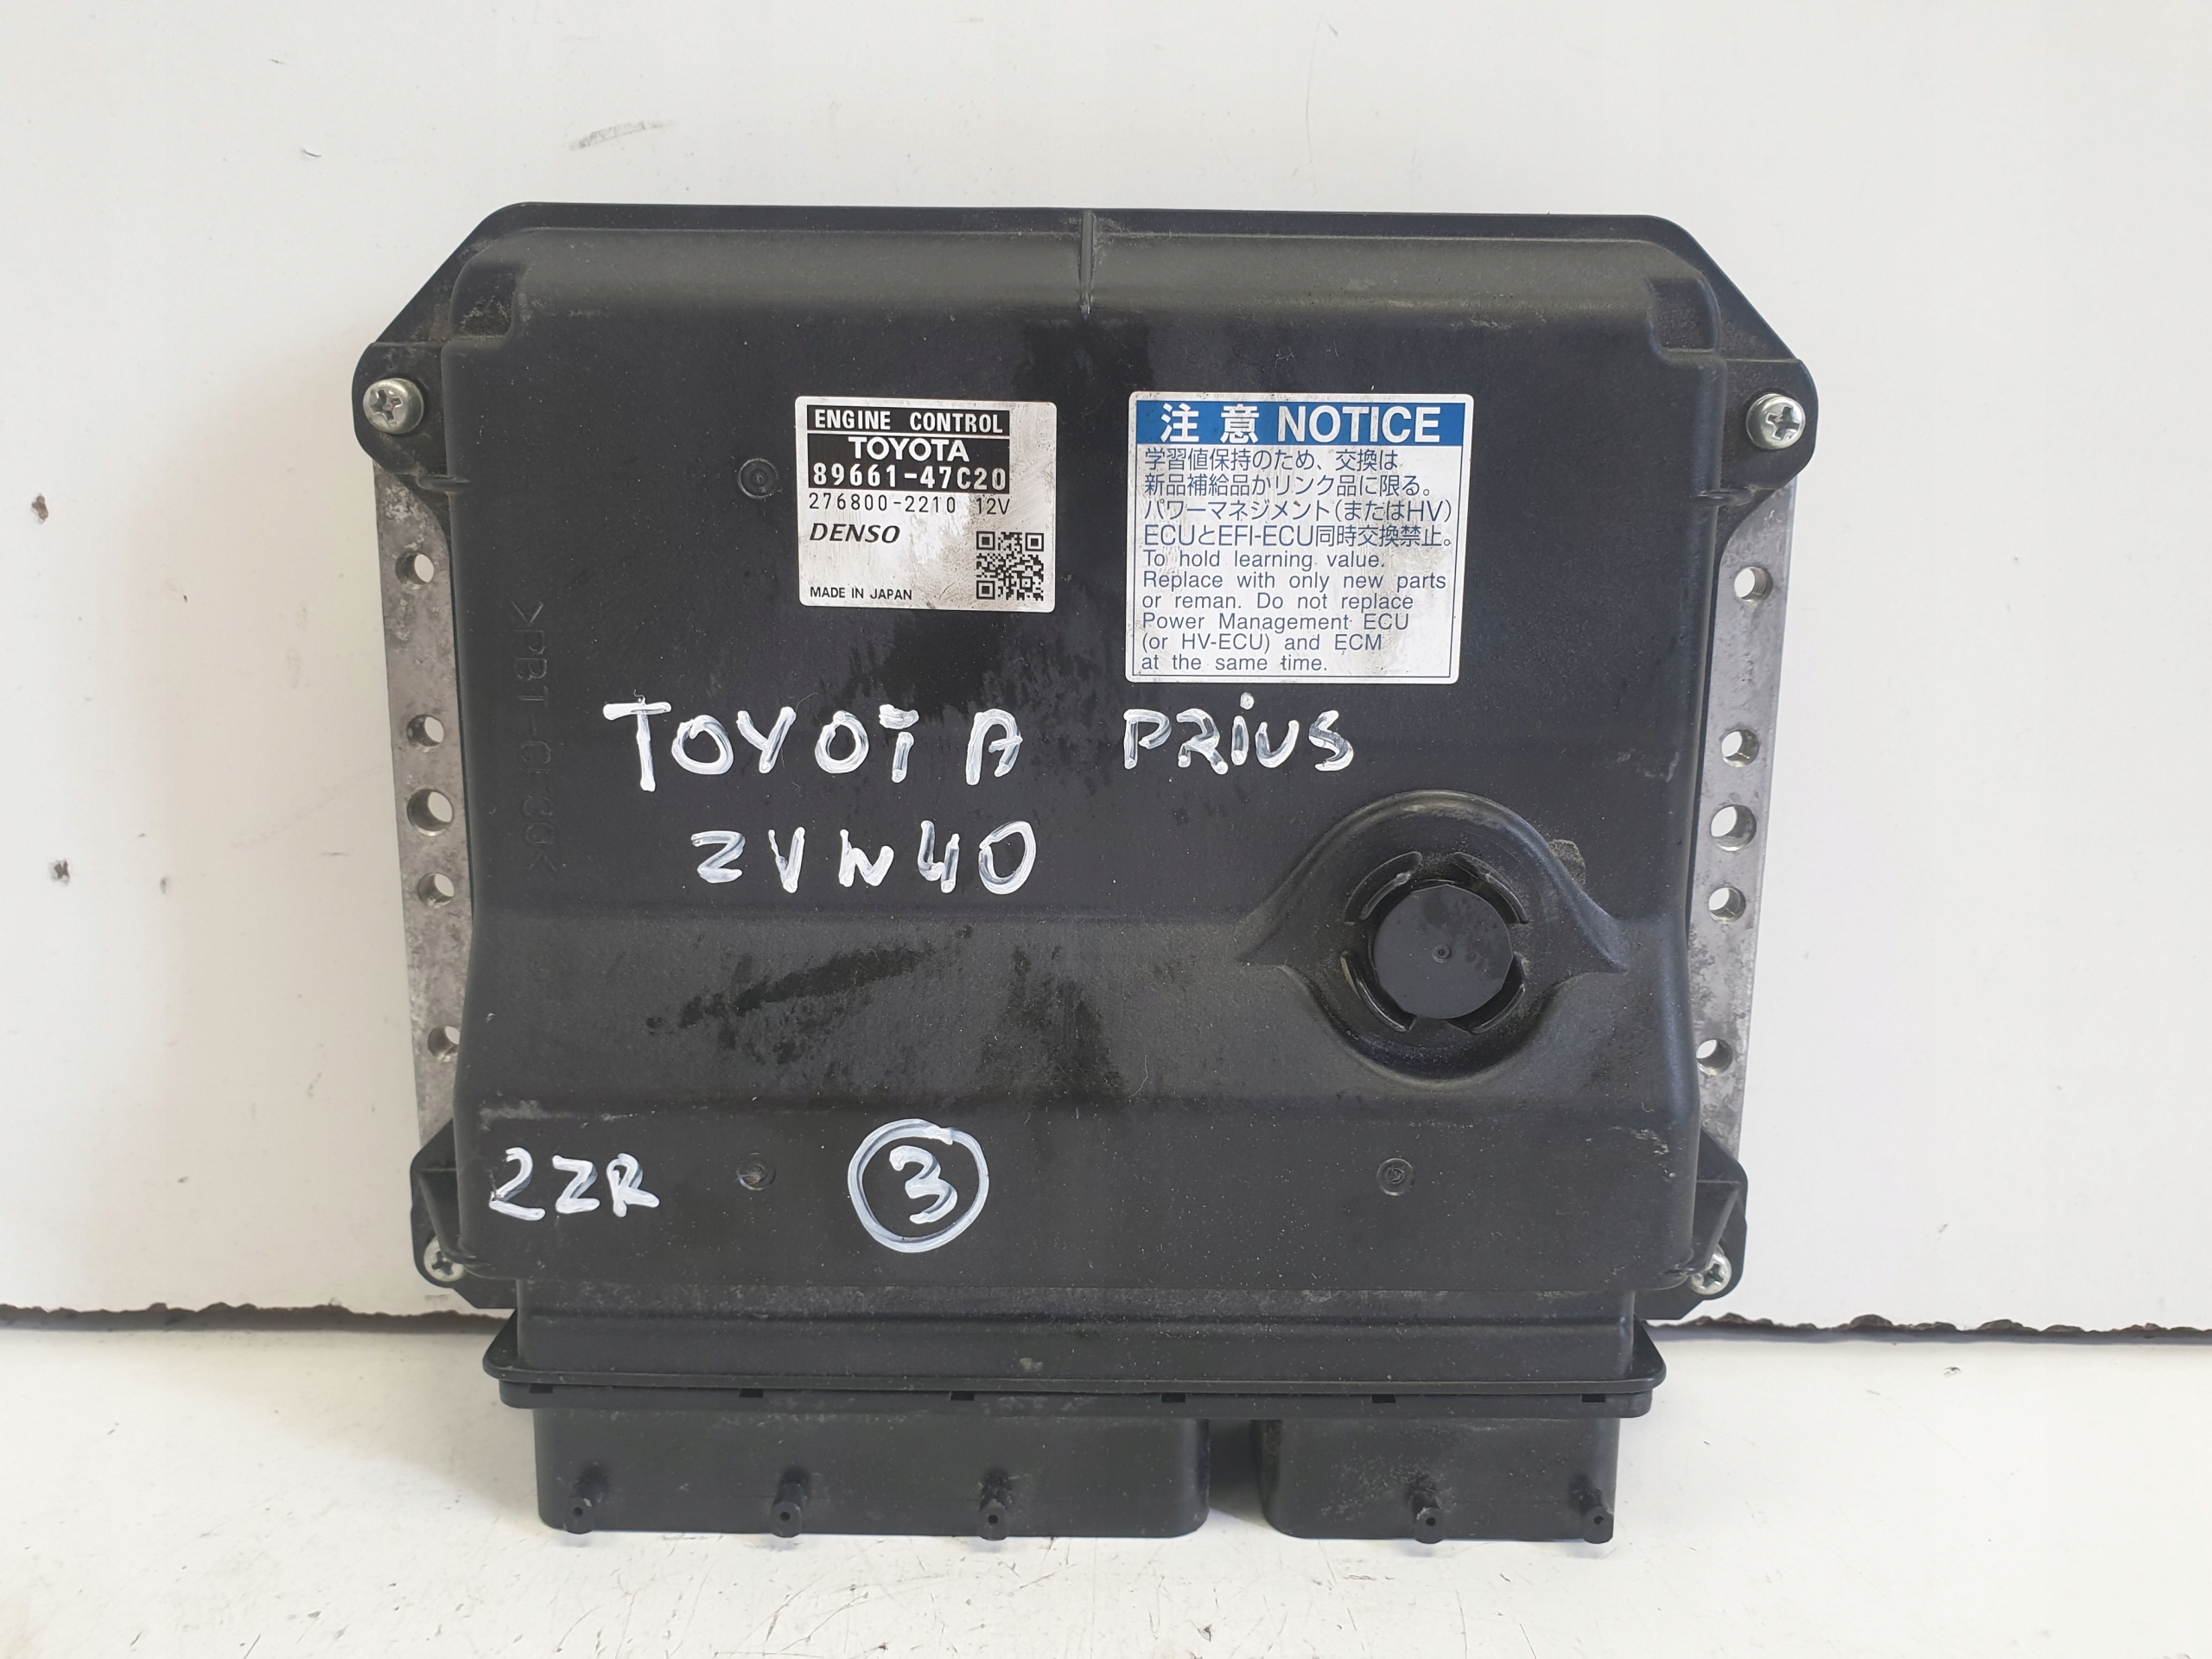 ENGINE CONTROL
TOYOTA
89661-47C20
276800-2210 12V
DENSO
MADE IN JAPAN
注意 NOTICE
学習値保持のため、交換は
新品補給品かリンク品に限る。
パワーマネジメント(またはHV)
ECUとEFI-ECU同時交換禁止。
To hold learning value.
Replace with only new parts
or reman. Do not replace
Power Management ECU
(or HV-ECU) and ECM
at the same time.
TOYOTA PRiUS
ZVW40
2ZR
3